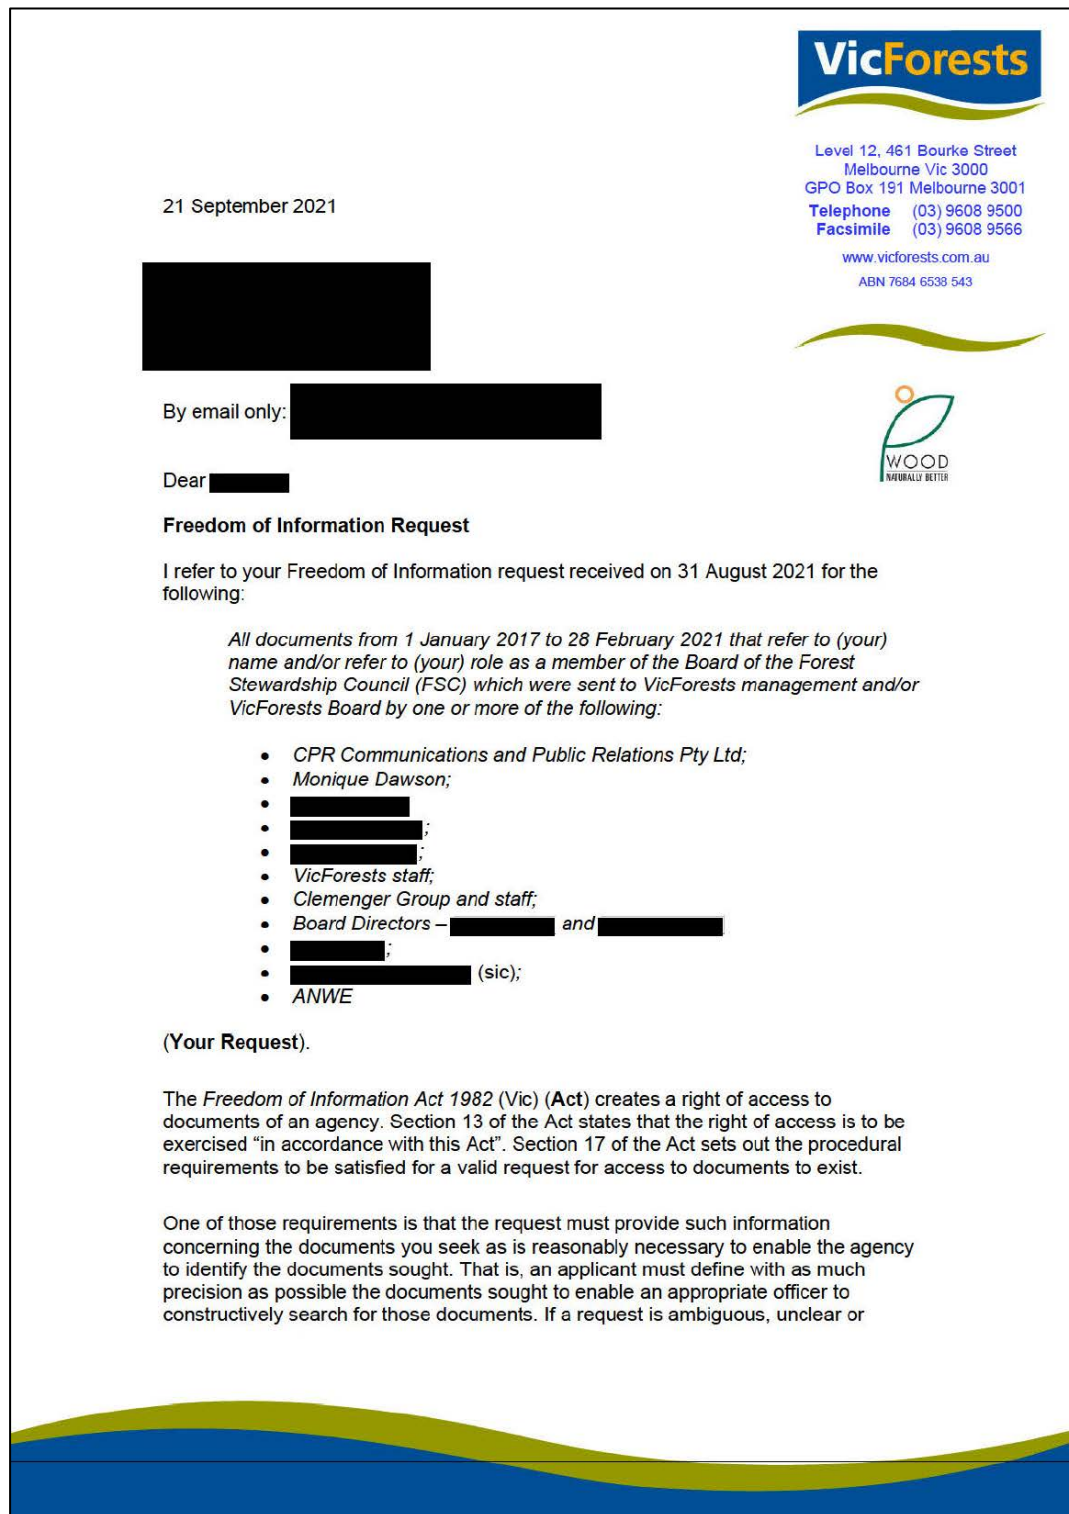 VicForests
Level 12, 461 Bourke Street
Melbourne Vic 3000
GPO Box 191 Melbourne 3001
Telephone (03) 9608 9500
Facsimile (03) 9608 9566
www.vicforests.com.au
ABN 7684 6538 543
21 September 2021
By email only:
WOOD
NATURALLY BETTER
Dear
Freedom of Information Request
I refer to your Freedom of Information request received on 31 August 2021 for the
following:
All documents from 1 January 2017 to 28 February 2021 that refer to (your)
name and/or refer to (your) role as a member of the Board of the Forest
Stewardship Council (FSC) which were sent to VicForests management and/or
VicForests Board by one or more of the following:
• CPR Communications and Public Relations Pty Ltd;
• Monique Dawson;
•
• ;
• ;
• VicForests staff;
• Clemenger Group and staff;
• Board Directors – and
• ;
• (sic);
• ANWE
(Your Request).
The Freedom of Information Act 1982 (Vic) (Act) creates a right of access to
documents of an agency. Section 13 of the Act states that the right of access is to be
exercised “in accordance with this Act”. Section 17 of the Act sets out the procedural
requirements to be satisfied for a valid request for access to documents to exist.
One of those requirements is that the request must provide such information
concerning the documents you seek as is reasonably necessary to enable the agency
to identify the documents sought. That is, an applicant must define with as much
precision as possible the documents sought to enable an appropriate officer to
constructively search for those documents. If a request is ambiguous, unclear or